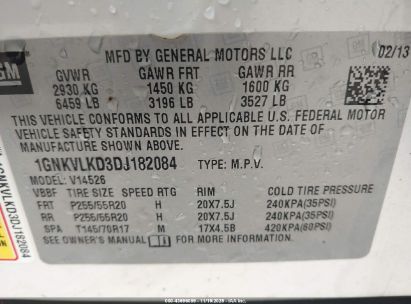 GM
MFD BY GENERAL MOTORS LLC 02/13
GVWR GAWR FRT GAWR RR
2930 KG 1450 KG 1600 KG
6459 LB 3196 LB 3527 LB
THIS VEHICLE CONFORMS TO ALL APPLICABLE U.S. FEDERAL MOTOR
VEHICLE SAFETY STANDARDS IN EFFECT ON THE DATE OF
MANUFACTURE SHOWN ABOVE.
1GNKVLKD3DJ182084 TYPE: M.P.V.
MODEL: V14526
VBBF TIRE SIZE SPEED RTG RIM COLD TIRE PRESSURE
FRT P255/55R20 H 20X7.5J 240KPA(35PSI)
RR P255/55R20 H 20X7.5J 240KPA(35PSI)
SPA T145/70R17 M 17X4.5B 420KPA(60PSI)
SEE OWNER'S MANUAL FOR ADDITIONAL INFORMATION.
1GNKVLKD3DJ182084